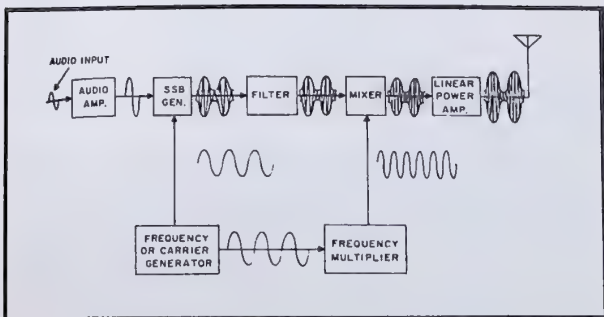 AUDIO INPUT
AUDIO
AMP.
SSB
GEN.
FILTER
MIXER
LINEAR
POWER
AMP.
FREQUENCY
OR CARRIER
GENERATOR
FREQUENCY
MULTIPLIER